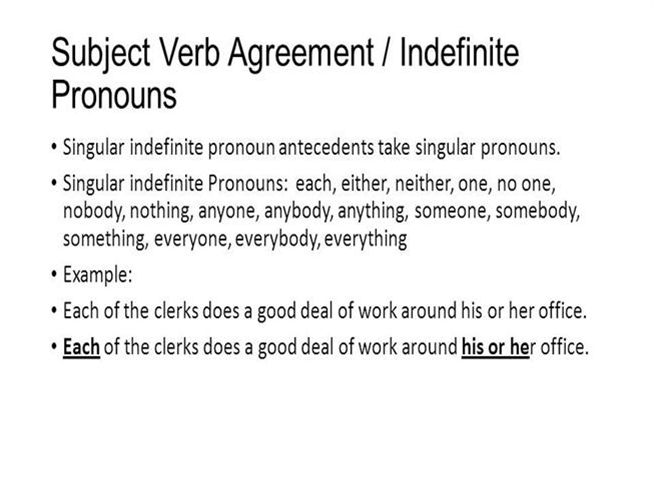 Subject Verb Agreement / Indefinite
Pronouns
• Singular indefinite pronoun antecedents take singular pronouns.
• Singular indefinite Pronouns: each, either, neither, one, no one,
nobody, nothing, anyone, anybody, anything, someone, somebody,
something, everyone, everybody, everything
• Example:
• Each of the clerks does a good deal of work around his or her office.
• Each of the clerks does a good deal of work around his or her office.